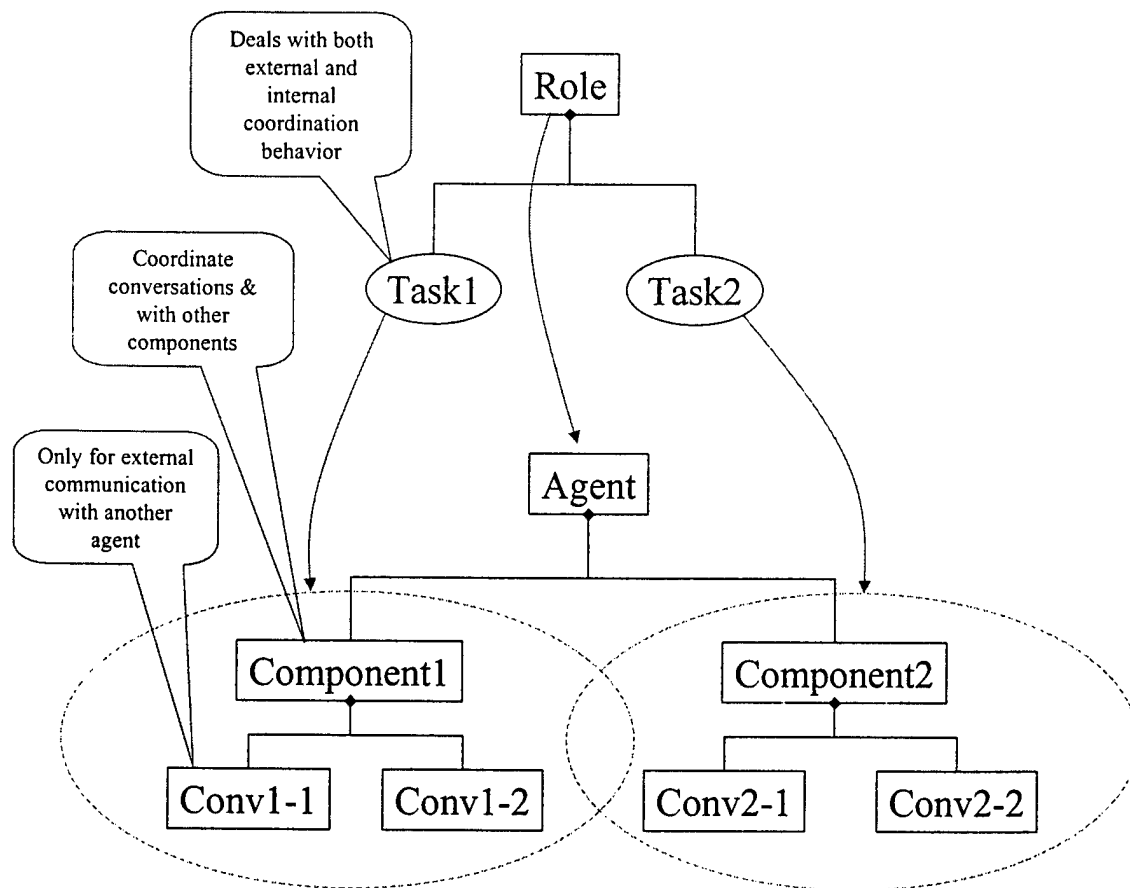 Deals with both
external and
internal
coordination
behavior
Role
Coordinate
conversations &
with other
components
Task1
Task2
Only for external
communication
with another
agent
Agent
Component1
Component2
Conv1-1
Conv1-2
Conv2-1
Conv2-2